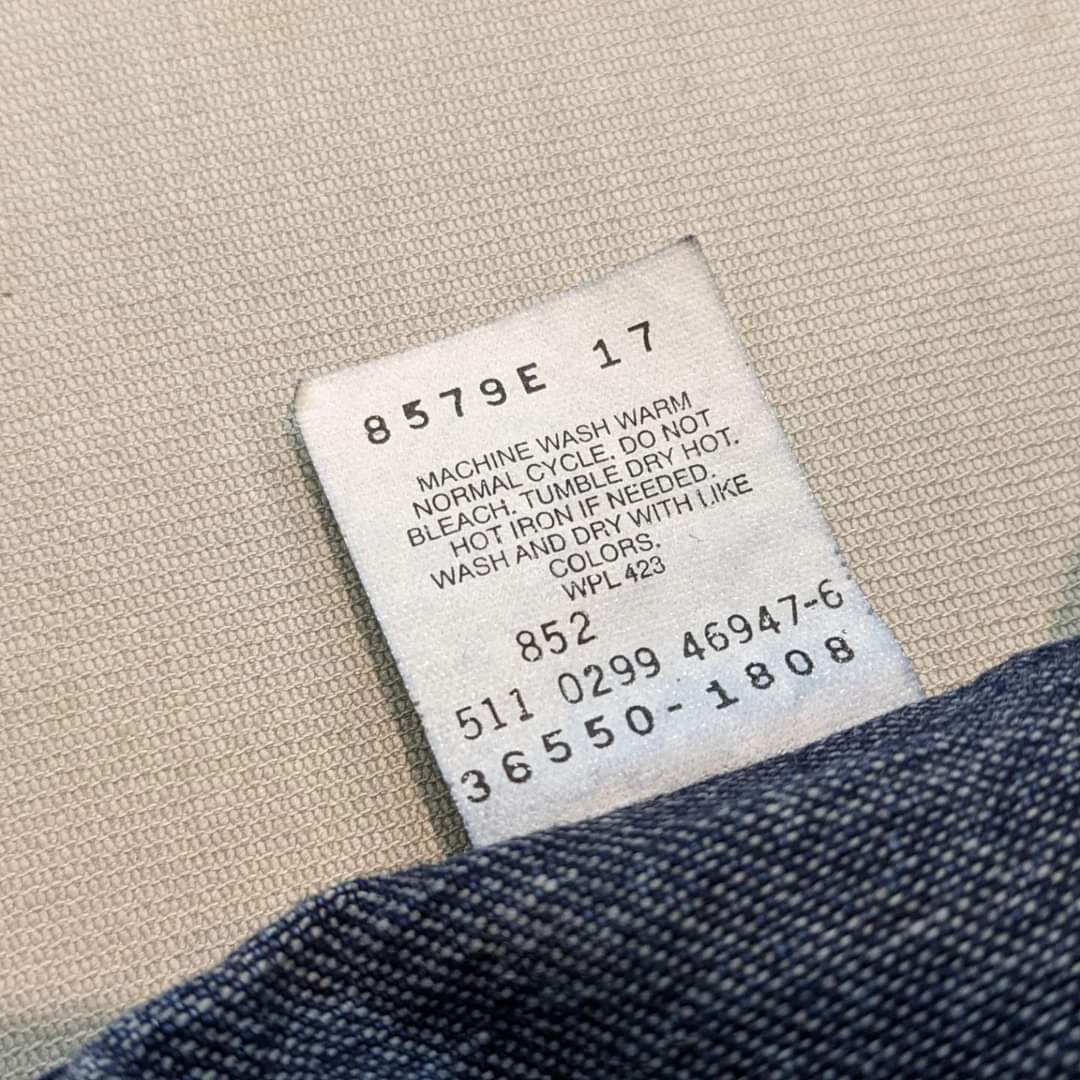 8579E 17
MACHINE WASH WARM
NORMAL CYCLE. DO NOT
BLEACH. TUMBLE DRY HOT.
HOT IRON IF NEEDED.
WASH AND DRY WITH LIKE
COLORS.
WPL 423
852
511 0299 46947-6
36550-1808